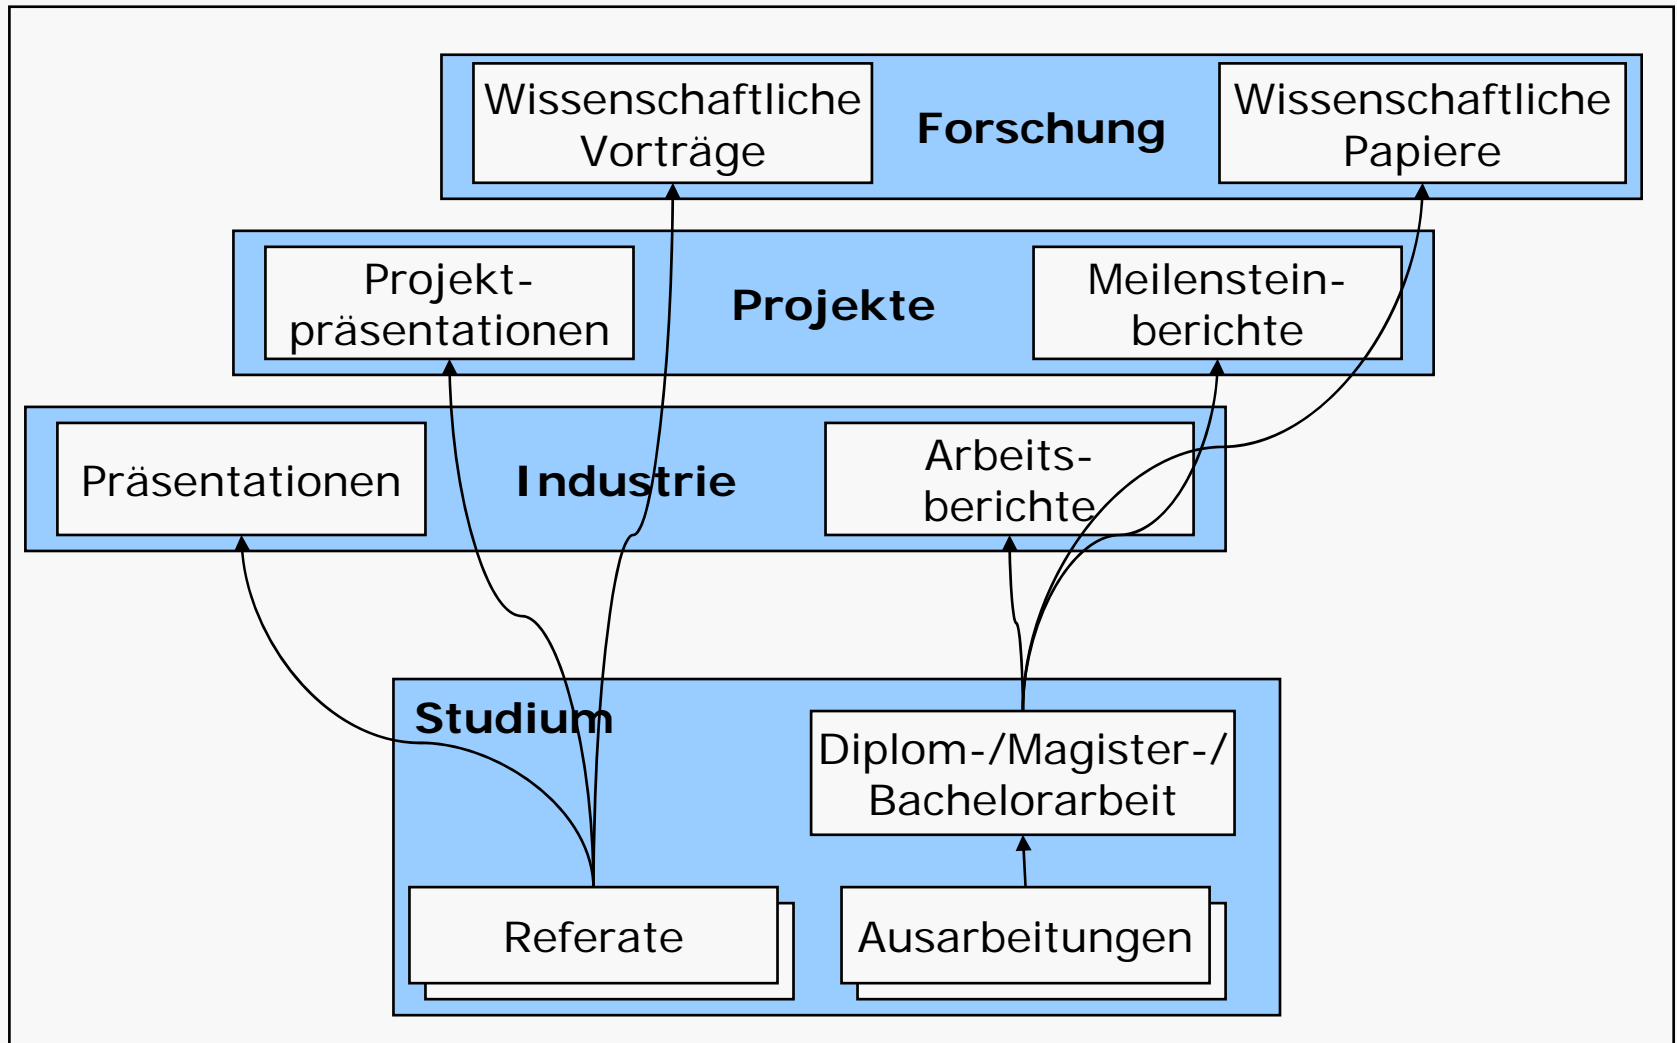 Wissenschaftliche
Vorträge
Forschung
Wissenschaftliche
Papiere
Projekt-
präsentationen
Projekte
Meilenstein-
berichte
Präsentationen
Industrie
Arbeits-
berichte
Studium
Diplom-/Magister-/
Bachelorarbeit
Referate
Ausarbeitungen